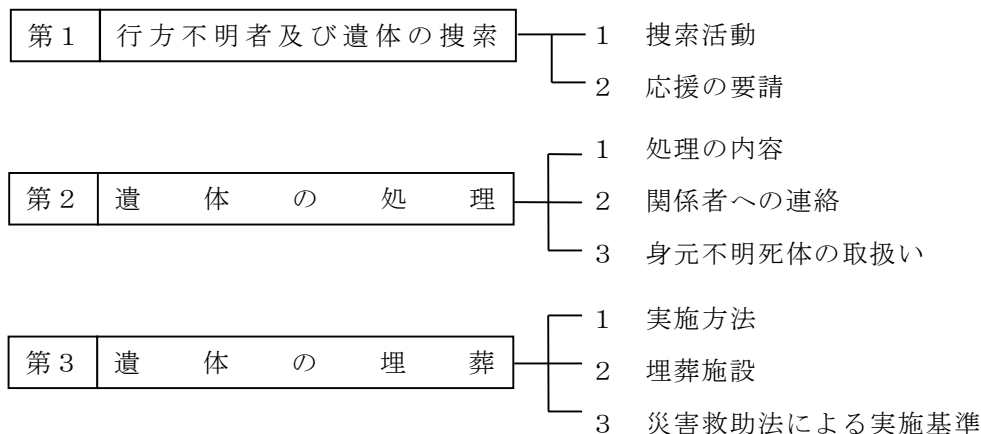 第１ 行方不明者及び遺体の捜索
１ 捜索活動
２ 応援の要請
第２ 遺体の処理
１ 処理の内容
２ 関係者への連絡
３ 身元不明死体の取扱い
第３ 遺体の埋葬
１ 実施方法
２ 埋葬施設
３ 災害救助法による実施基準